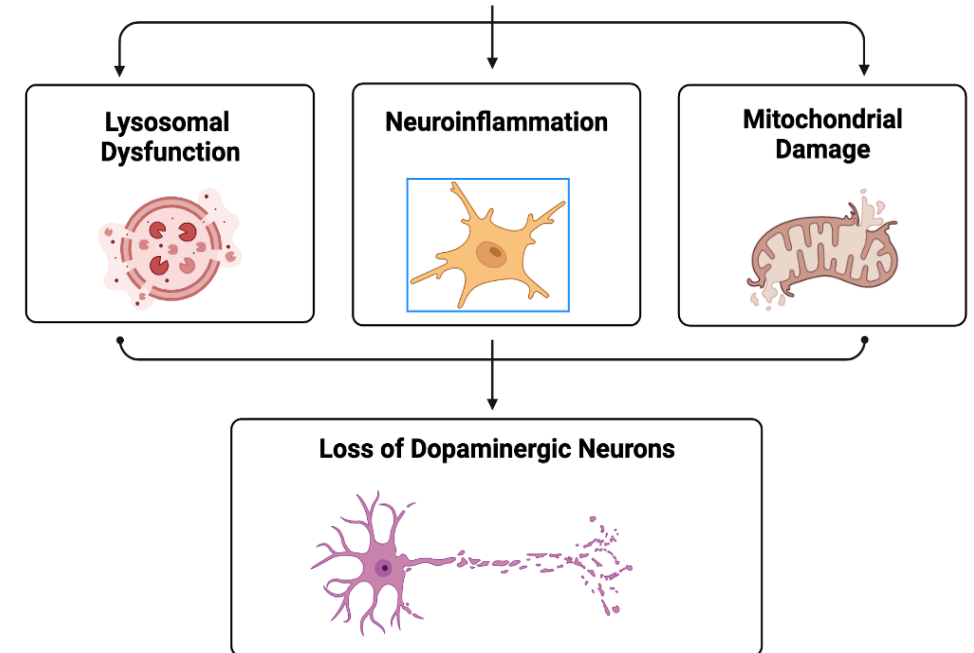 Lysosomal
Dysfunction
Neuroinflammation
Mitochondrial
Damage
Loss of Dopaminergic Neurons